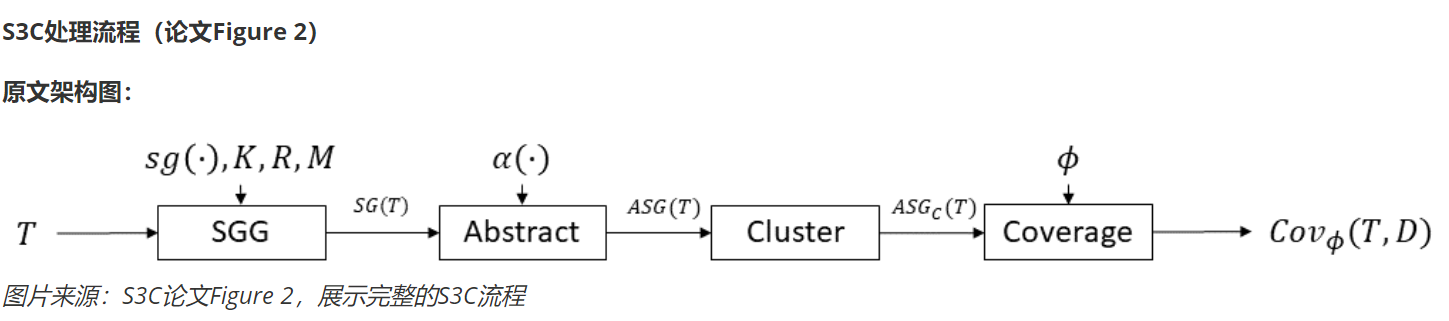 S3C处理流程（论文Figure 2）
原文架构图：
sg(·),K,R,M
α(·)
ϕ
T
SGG
SG(T)
Abstract
ASG(T)
Cluster
ASG_C(T)
Coverage
Cov_ϕ(T,D)
图片来源：S3C论文Figure 2，展示完整的S3C流程